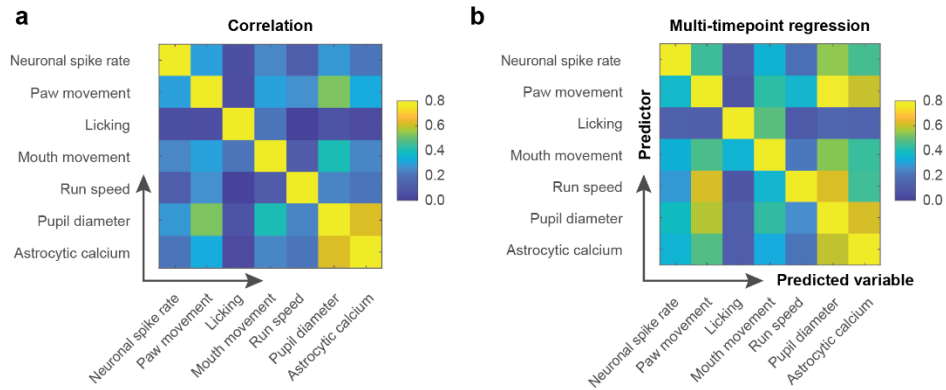 a
Correlation
Neuronal spike rate
Paw movement
Licking
Mouth movement
Run speed
Pupil diameter
Astrocytic calcium
0.8
0.6
0.4
0.2
0.0
Neuronal spike rate
Paw movement
Licking
Mouth movement
Run speed
Pupil diameter
Astrocytic calcium
b
Multi-timepoint regression
Neuronal spike rate
Paw movement
Licking
Mouth movement
Run speed
Pupil diameter
Astrocytic calcium
Predictor
0.8
0.6
0.4
0.2
0.0
Predicted variable
Neuronal spike rate
Paw movement
Licking
Mouth movement
Run speed
Pupil diameter
Astrocytic calcium